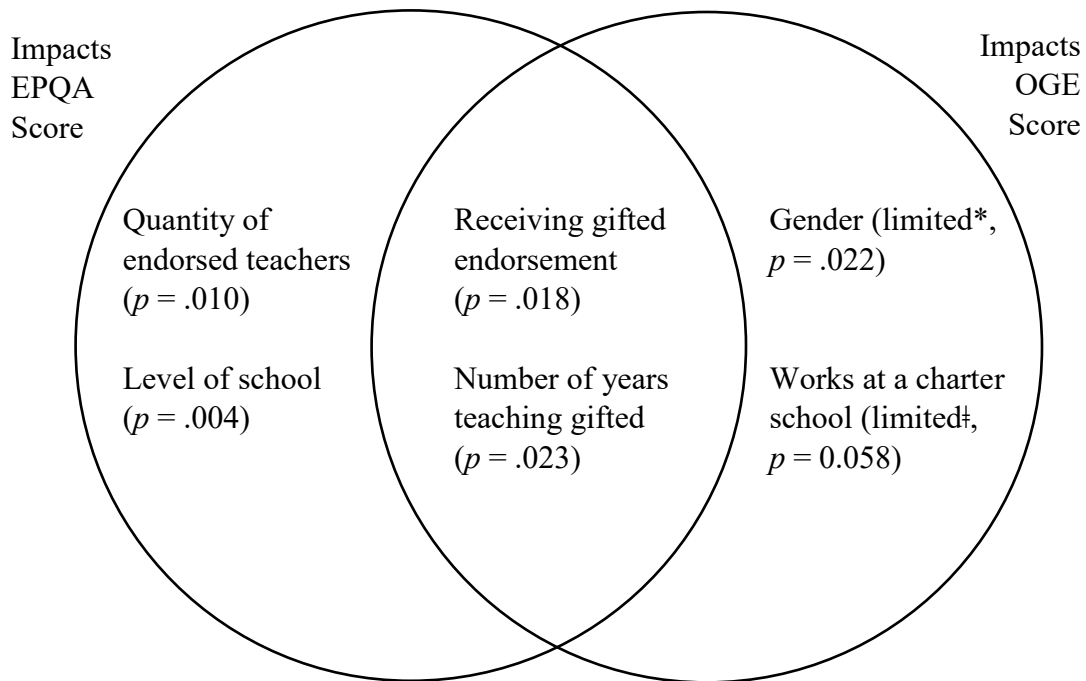 Impacts
EPQA
Score
Impacts
OGE
Score
Quantity of
endorsed teachers
(p = .010)
Level of school
(p = .004)
Receiving gifted
endorsement
(p = .018)
Number of years
teaching gifted
(p = .023)
Gender (limited*,
p = .022)
Works at a charter
school (limited‡,
p = 0.058)